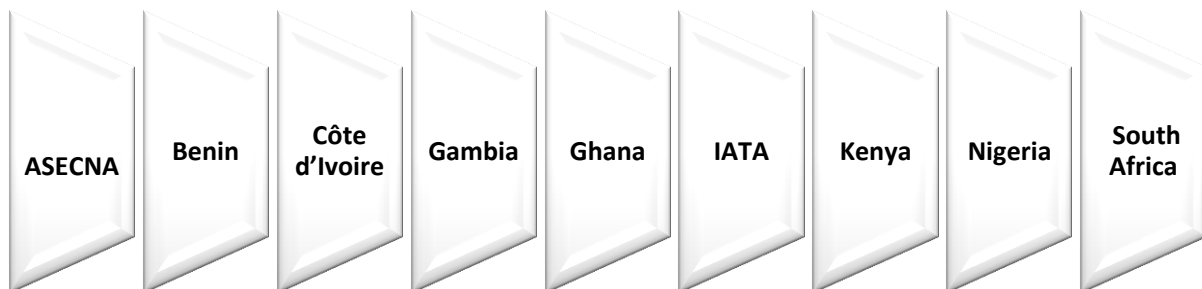 ASECNA
Benin
Côte
d’Ivoire
Gambia
Ghana
IATA
Kenya
Nigeria
South
Africa